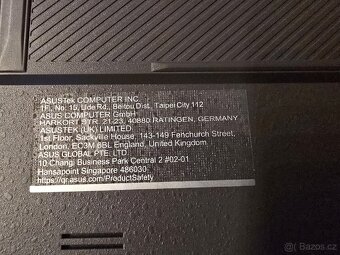 ASUSTek COMPUTER INC.
1F., No. 15, Lide Rd., Beitou Dist., Taipei City 112
ASUS COMPUTER GmbH
HARKORT STR. 21-23, 40880 RATINGEN, GERMANY
ASUSTEK (UK) LIMITED
1st Floor, Sackville House, 143-149 Fenchurch Street,
London, EC3M 6BL England, United Kingdom
ASUS GLOBAL PTE. LTD.
10 Changi Business Park Central 2 #02-01
Hansapoint Singapore 486030
https://qr.asus.com/ProductSafety
Bazos.cz